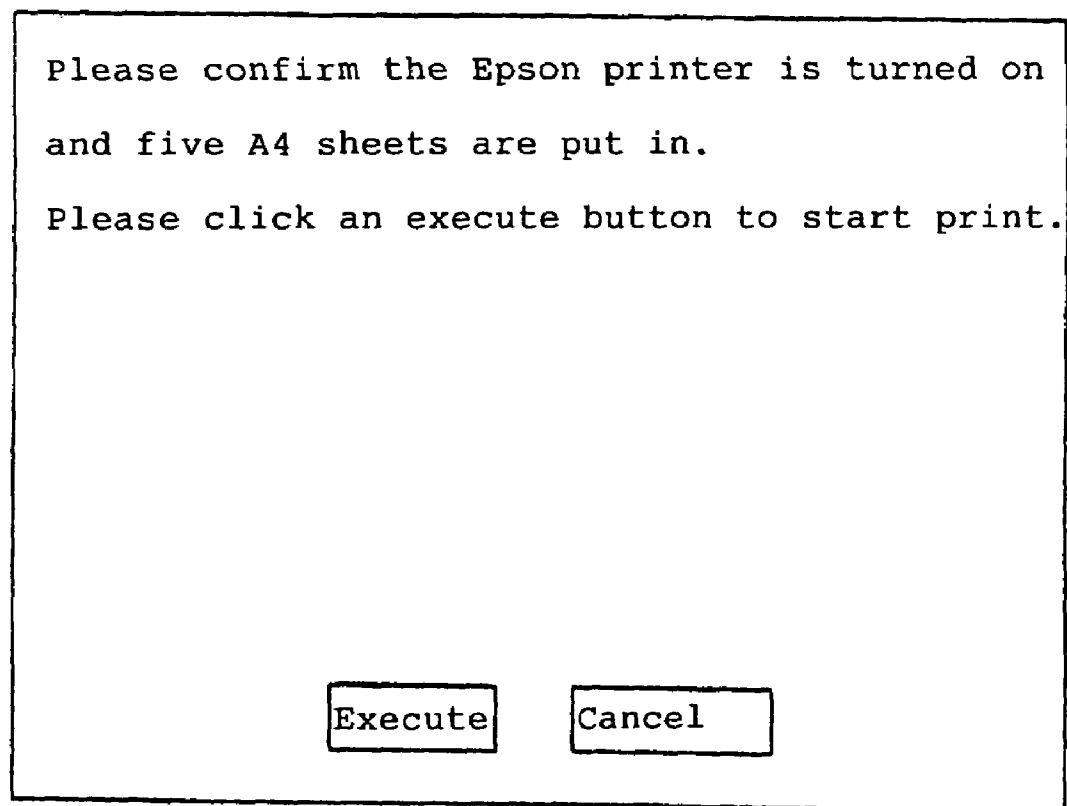 Please confirm the Epson printer is turned on
and five A4 sheets are put in.
Please click an execute button to start print.
Execute Cancel